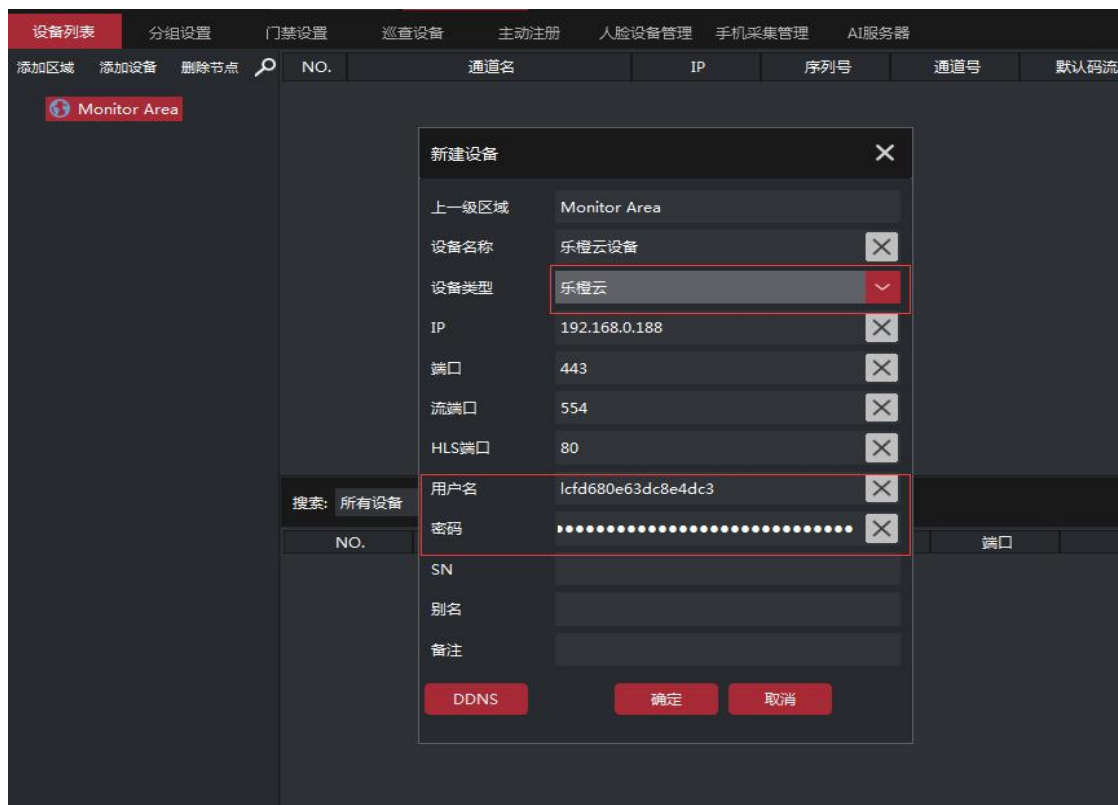 设备列表 分组设置 门禁设置 巡查设备 主动注册 人脸设备管理 手机采集管理 AI服务器
添加区域 添加设备 删除节点 NO. 通道名 IP 序列号 通道号 默认码流
Monitor Area
新建设备
上一级区域 Monitor Area
设备名称 乐橙云设备
设备类型 乐橙云
IP 192.168.0.188
端口 443
流端口 554
HLS端口 80
用户名 lcfd680e63dc8e4dc3
搜索: 所有设备
密码 •••••••••••••••••••••••••••••
NO. 端口
SN
别名
备注
DDNS 确定 取消